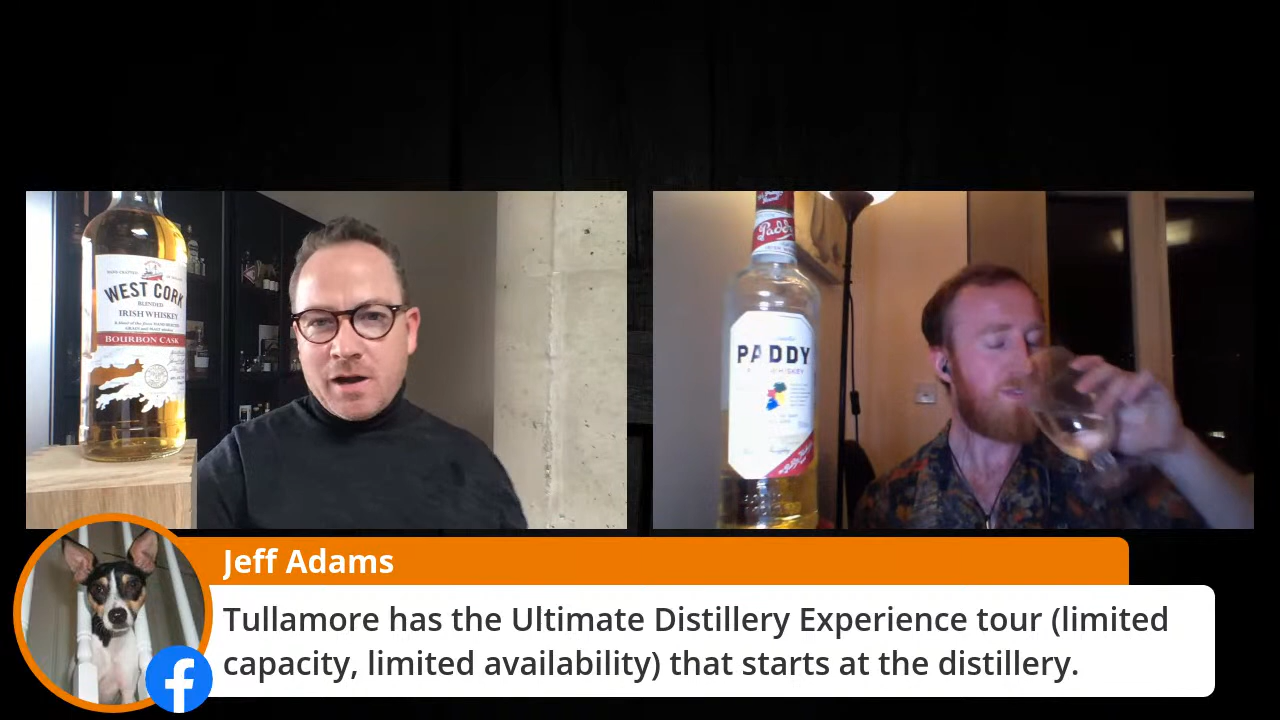 WEST CORK
BLENDED
IRISH WHISKEY
BOURBON CASK
Paddy
PADDY
Jeff Adams
Tullamore has the Ultimate Distillery Experience tour (limited
capacity, limited availability) that starts at the distillery.